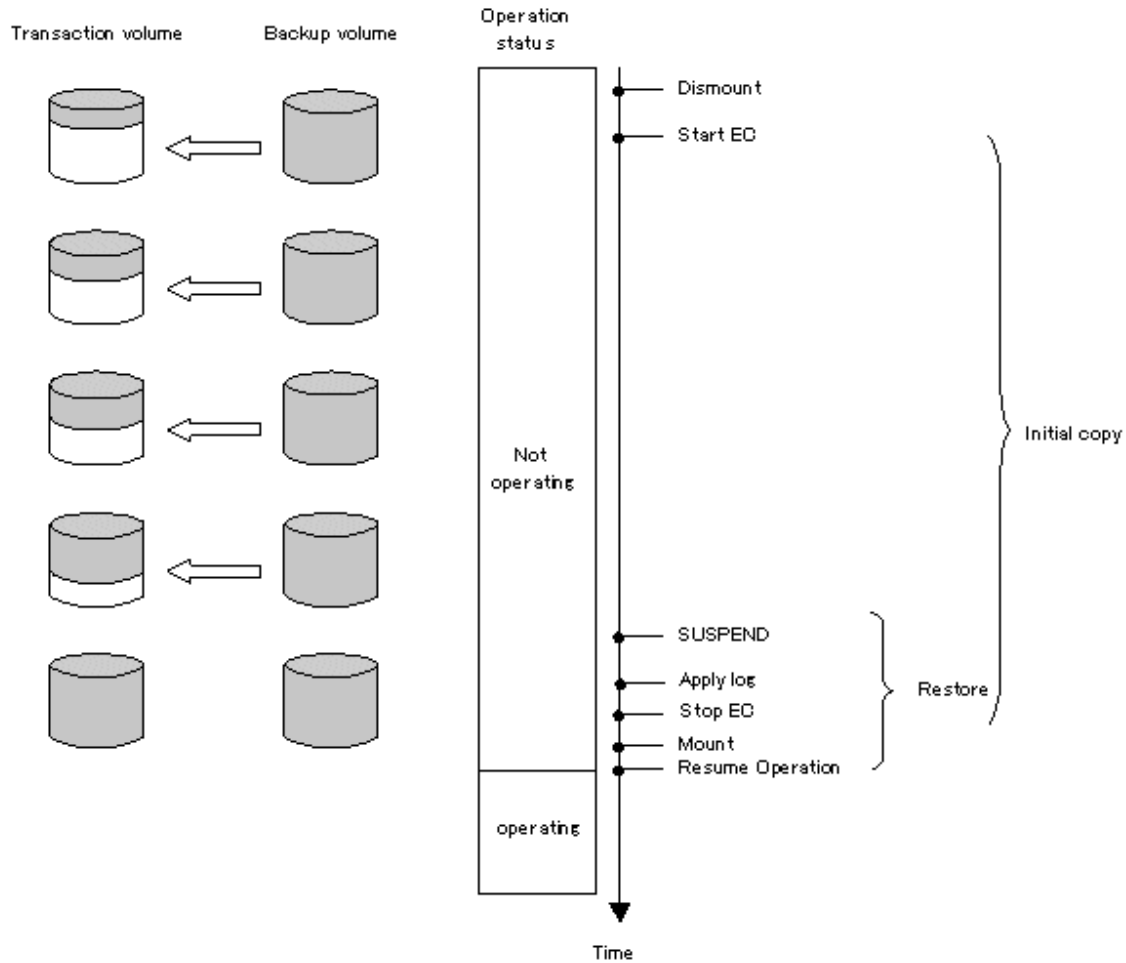 Operation
status
Transaction volume
Backup volume
Dismount
Start EC
Initial copy
Not
operating
SUSPEND
Apply log
Restore
Stop EC
Mount
Resume Operation
operating
Time